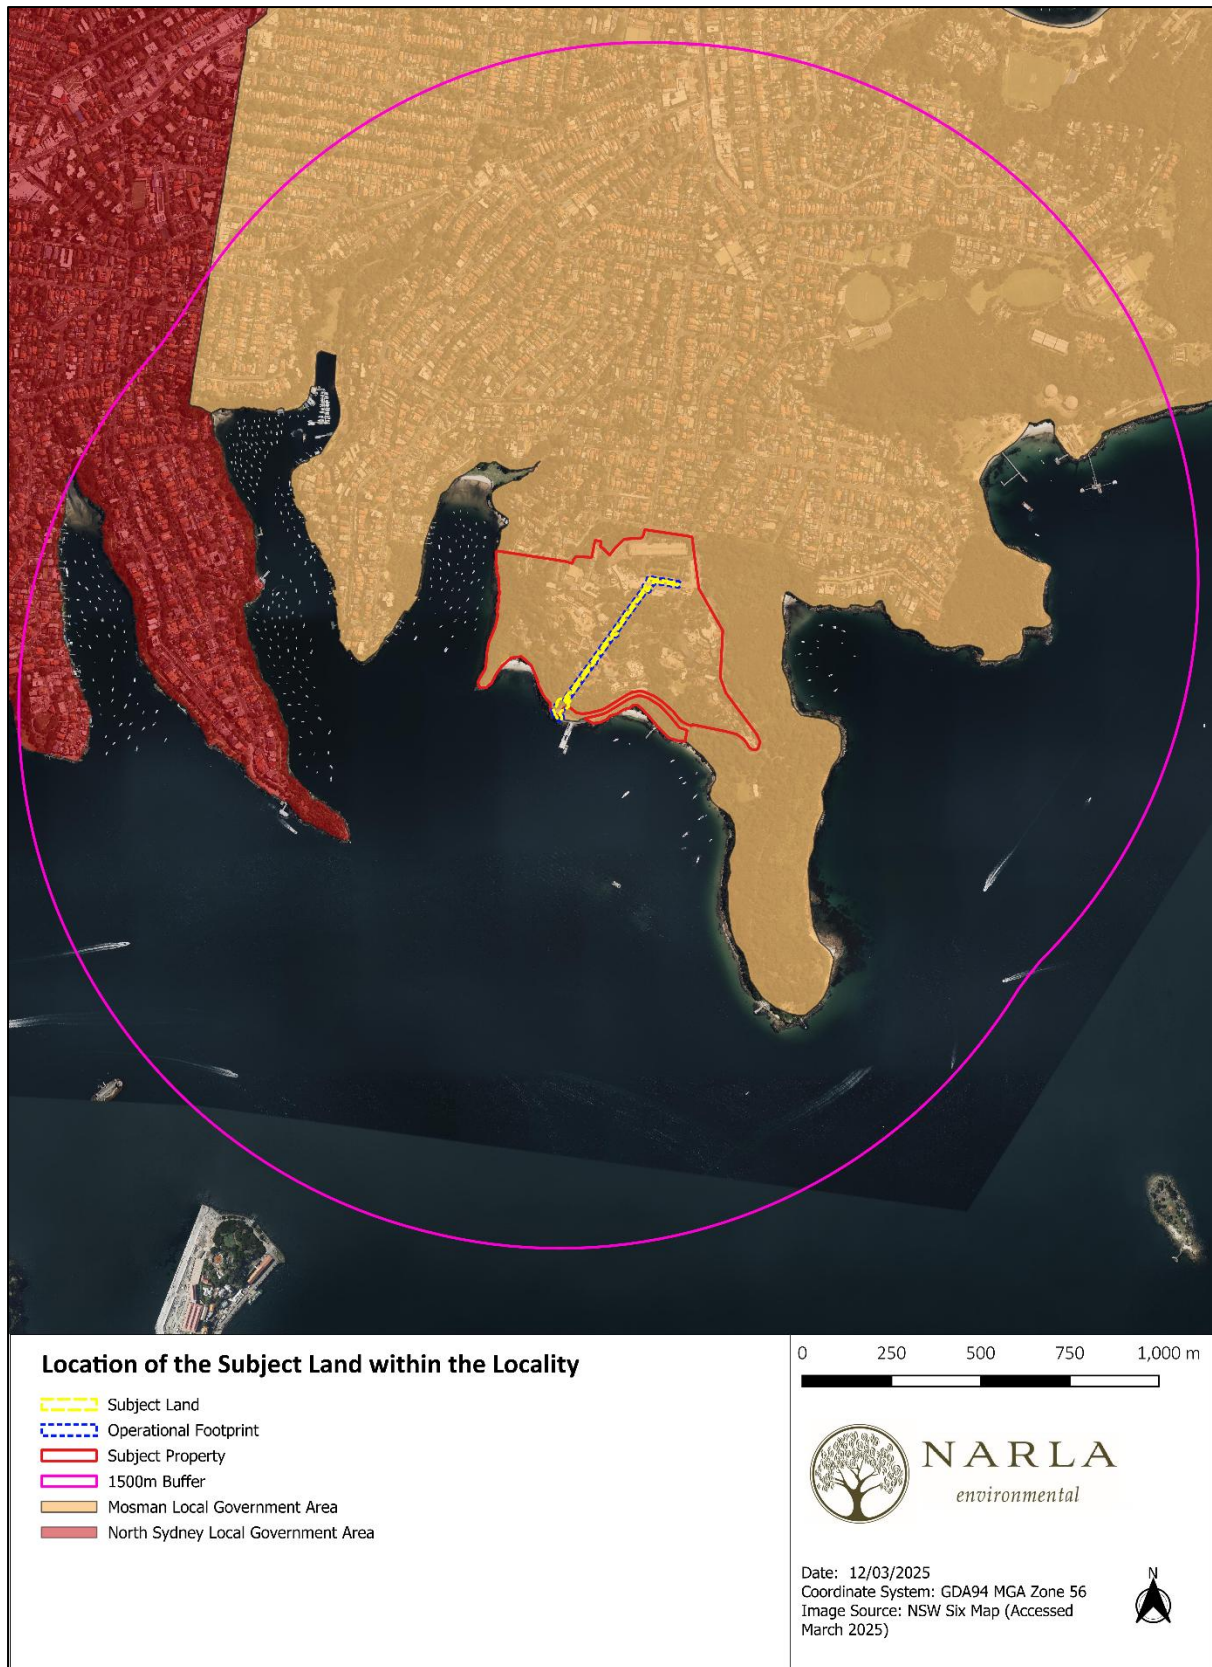 Location of the Subject Land within the Locality
Subject Land
Operational Footprint
Subject Property
1500m Buffer
Mosman Local Government Area
North Sydney Local Government Area
0 250 500 750 1,000 m
NARLA
environmental
Date: 12/03/2025
Coordinate System: GDA94 MGA Zone 56
Image Source: NSW Six Map (Accessed
March 2025)
N